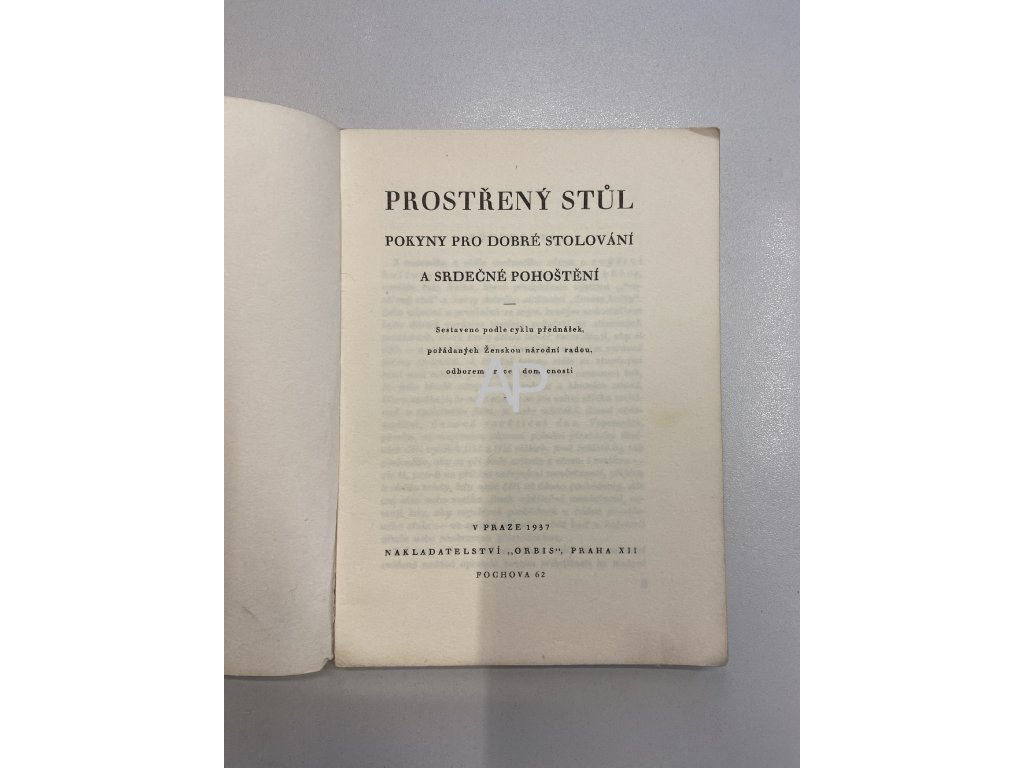 PROSTŘENÝ STŮL
POKYNY PRO DOBRÉ STOLOVÁNÍ
A SRDEČNÉ POHOŠTĚNÍ
Sestaveno podle cyklu přednášek,
pořádaných Ženskou národní radou,
odborem
AP
V PRAZE 1937
NAKLADATELSTVÍ „ORBIS“, PRAHA XII
FOCHOVA 62